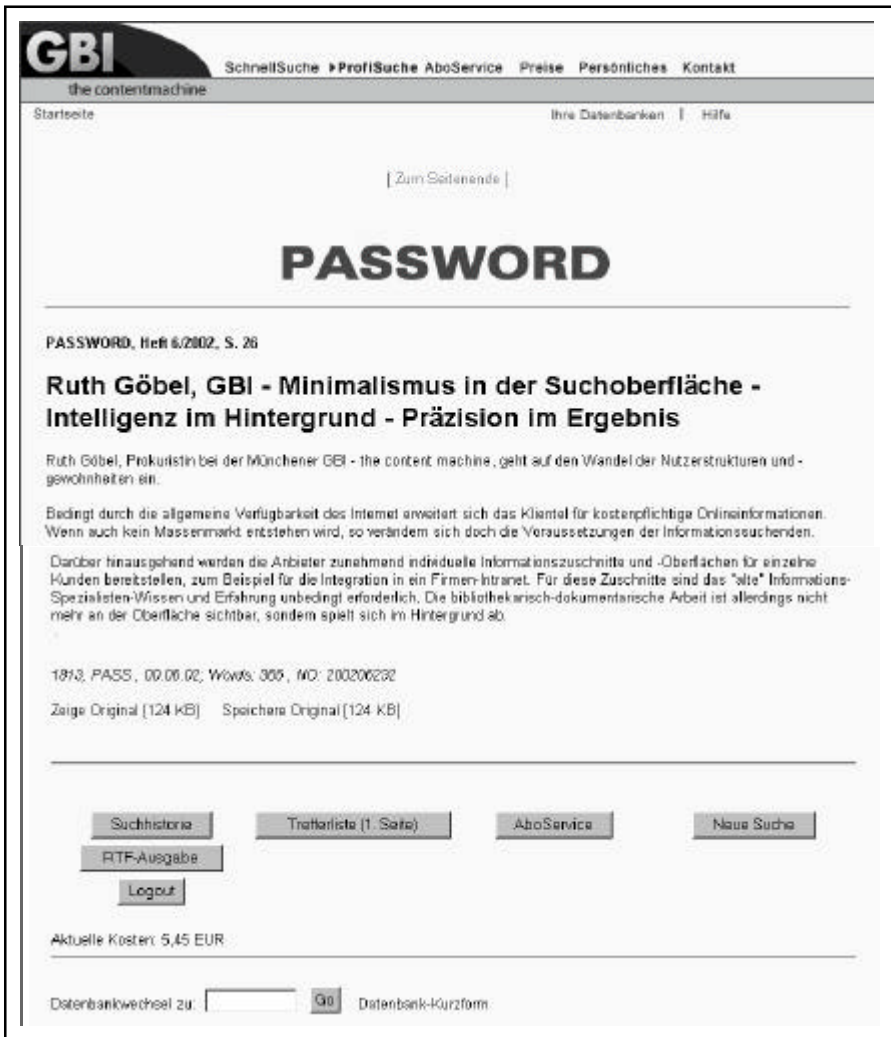 GBI
SchnellSuche ▸ProfiSuche AboService Preise Persönliches Kontakt
the contentmachine
Startseite Ihre Datenbanken | Hilfe
| Zum Seitenende |
PASSWORD
PASSWORD, Heft 6/2002, S. 26
Ruth Göbel, GBI - Minimalismus in der Suchoberfläche -
Intelligenz im Hintergrund - Präzision im Ergebnis
Ruth Göbel, Prokuristin bei der Münchener GBI - the content machine, geht auf den Wandel der Nutzerstrukturen und -
gewohnheiten ein.
Bedingt durch die allgemeine Verfügbarkeit des Internet erweitert sich das Klientel für kostenpflichtige Onlineinformationen.
Wenn auch kein Massenmarkt entstehen wird, so verändern sich doch die Voraussetzungen der Informationssuchenden.
Darüber hinausgehend werden die Anbieter zunehmend individuelle Informationszuschnitte und -Oberflächen für einzelne
Kunden bereitstellen, zum Beispiel für die Integration in ein Firmen-Intranet. Für diese Zuschnitte sind das "alte" Informations-
Spezialisten-Wissen und Erfahrung unbedingt erforderlich. Die bibliothekarisch-dokumentarische Arbeit ist allerdings nicht
mehr an der Oberfläche sichtbar, sondern spielt sich im Hintergrund ab.
PASS, Words: NO: 200206232
Zeige Original [124 KB] Speichere Original [124 KB]
Suchhistorie Trefferliste (1. Seite) AboService Neue Suche
RTF-Ausgabe
Logout
Aktuelle Kosten: 5,45 EUR
Datenbankwechsel zu: Go Datenbank-Kurzform